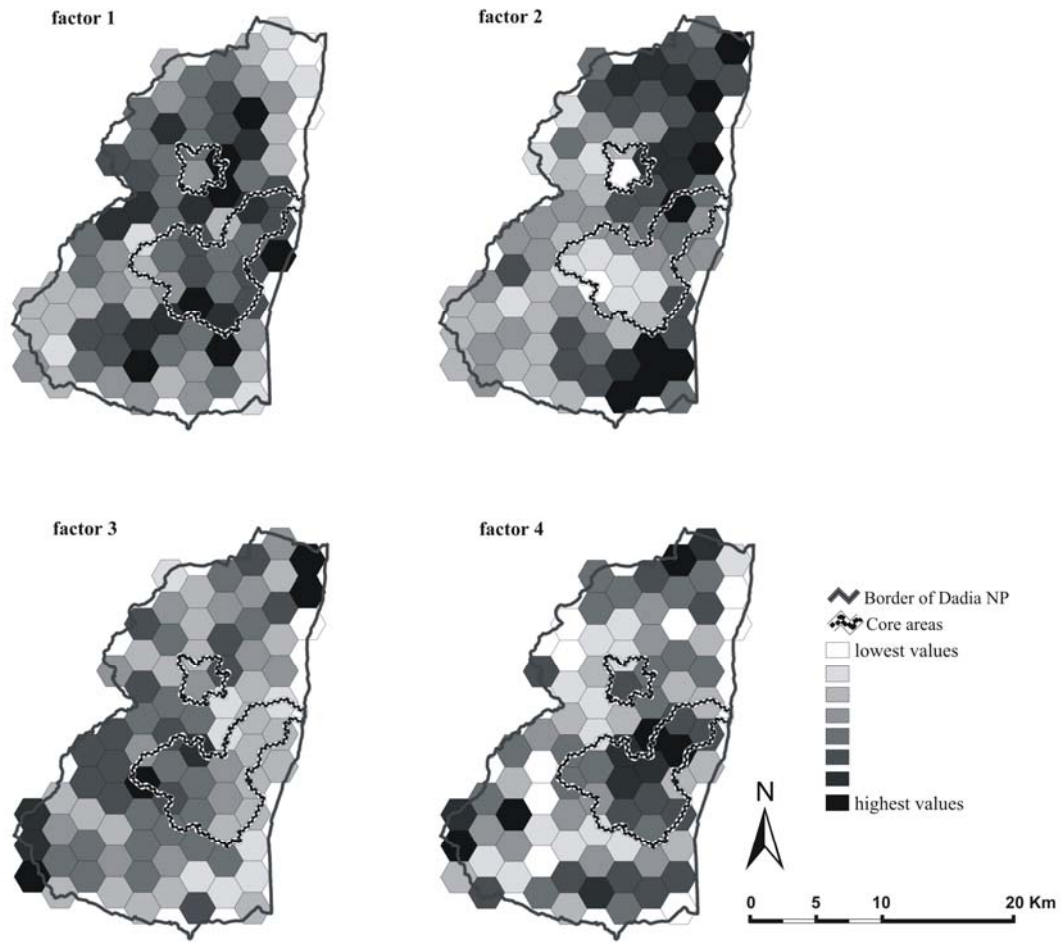 factor 1
factor 2
factor 3
factor 4
Border of Dadia NP
Core areas
lowest values
highest values
N
0 5 10 20 Km